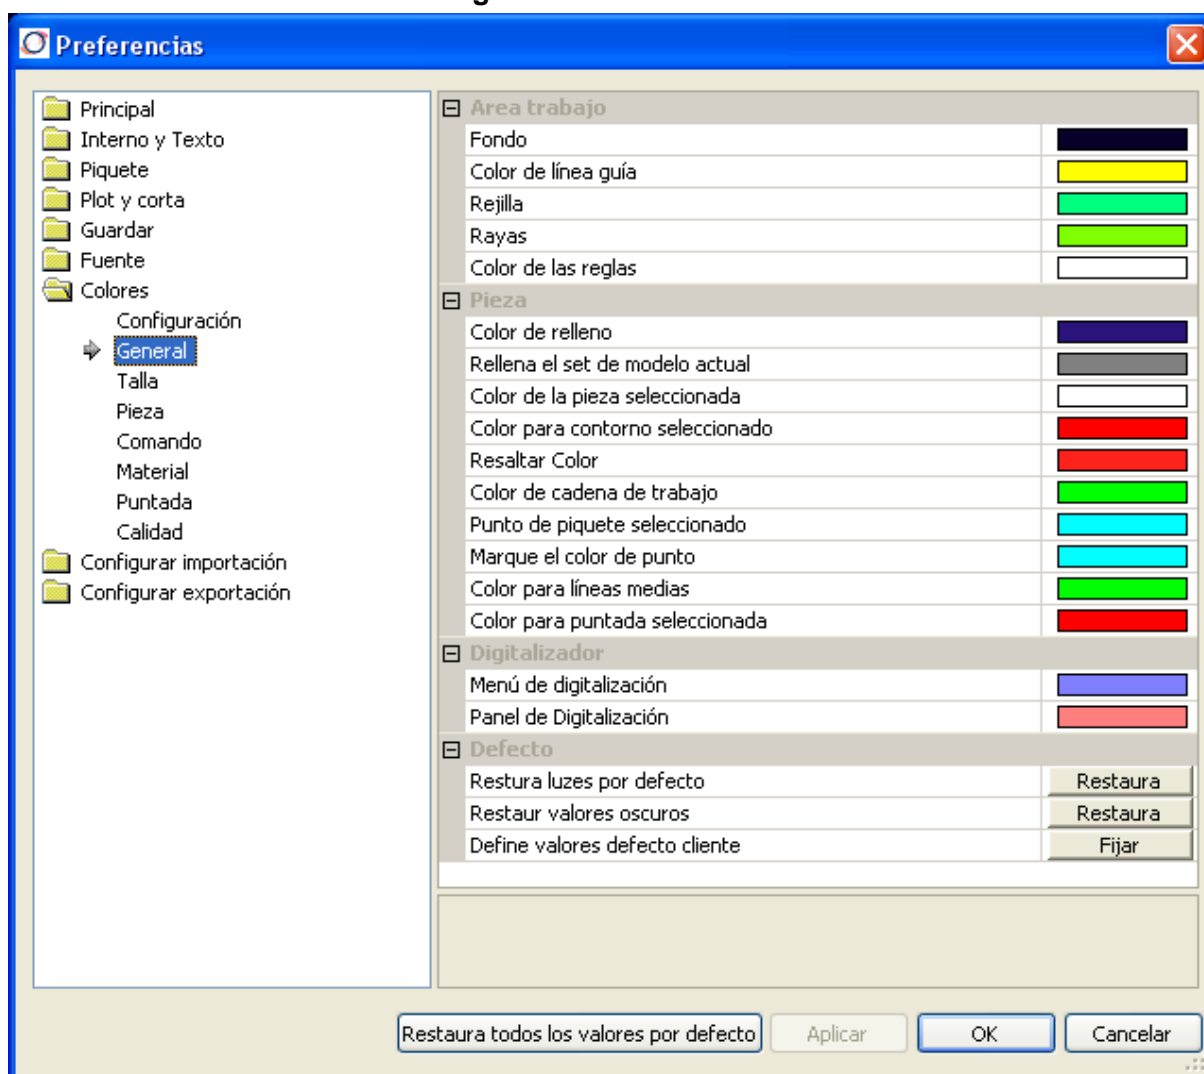 g
Preferencias
Principal
Interno y Texto
Piquete
Plot y corta
Guardar
Fuente
Colores
Configuración
General
Talla
Pieza
Comando
Material
Puntada
Calidad
Configurar importación
Configurar exportación
Area trabajo
Fondo
Color de línea guía
Rejilla
Rayas
Color de las reglas
Pieza
Color de relleno
Rellena el set de modelo actual
Color de la pieza seleccionada
Color para contorno seleccionado
Resaltar Color
Color de cadena de trabajo
Punto de piquete seleccionado
Marque el color de punto
Color para líneas medias
Color para puntada seleccionada
Digitalizador
Menú de digitalización
Panel de Digitalización
Defecto
Restura luzes por defecto Restaura
Restaur valores oscuros Restaura
Define valores defecto cliente Fijar
Restaura todos los valores por defecto Aplicar OK Cancelar